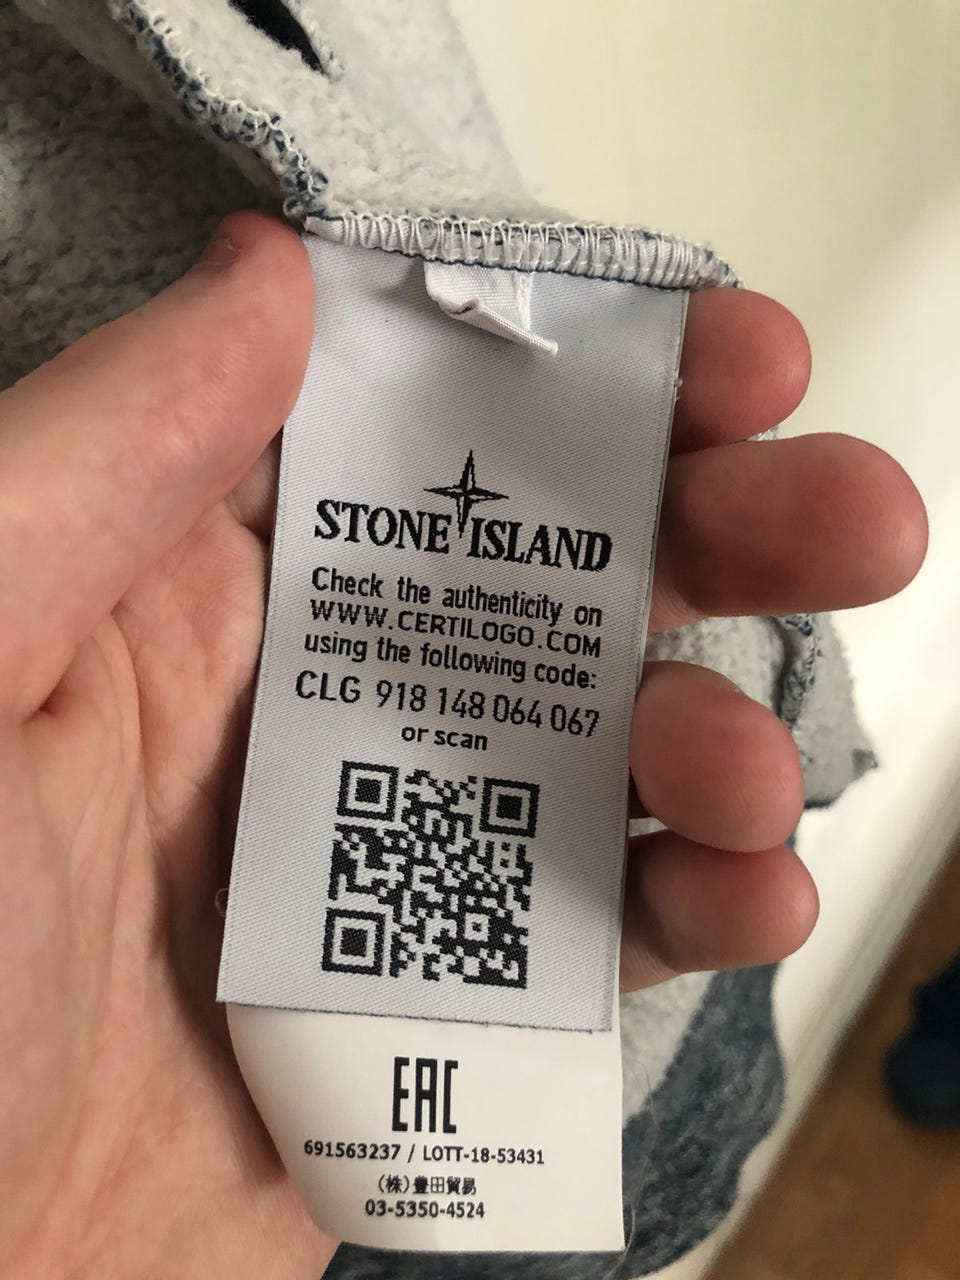 STONE ISLAND
Check the authenticity on
WWW.CERTILOGO.COM
using the following code:
CLG 918 148 064 067
or scan
EAC
691563237 / LOTT-18-53431
(株)豊田貿易
03-5350-4524